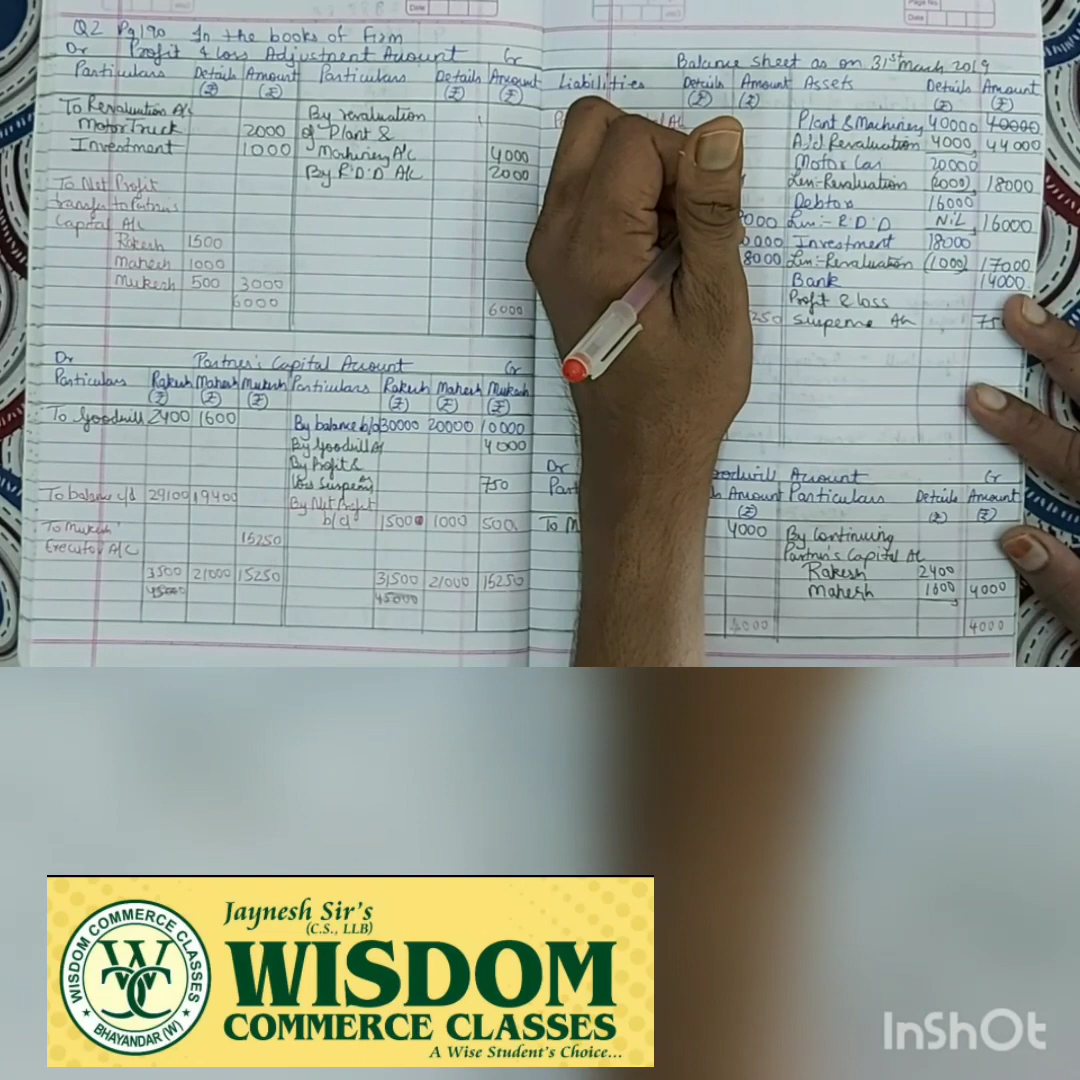 Q2 Pg 190 In the books of Firm
Dr Profit & Loss Adjustment Account Cr
Particulars Details (₹) Amount (₹) Particulars Details (₹) Amount (₹)
To Revaluation A/c
Motor Truck 2000
Investment 1000
By revaluation
of Plant &
Machinery A/c 4000
By R.D.D A/c 2000
To Net Profit
transfer to Partner's
Capital A/c
Rakesh 1500
Mahesh 1000
Mukesh 500 3000
6000 6000
Dr Partner's Capital Account Cr
Particulars Rakesh (₹) Mahesh (₹) Mukesh (₹) Particulars Rakesh (₹) Mahesh (₹) Mukesh (₹)
To Goodwill 2400 1600
By balance b/d 30000 20000 10000
By Goodwill A/c 4000
By Profit &
loss suspense 750
To balance c/d 29100 19400
By Net Profit
b/d 1500 1000 500
To Mukesh
Executor A/c 15250
3500 21000 15250 31500 21000 15250
45000 45000
Balance Sheet as on 31st March 2019
Liabilities Details (₹) Amount (₹) Assets Details (₹) Amount (₹)
Plant & Machinery 40000 40000
Add Revaluation 4000 44000
Motor Car 20000
Less:- Revaluation (2000) 18000
Debtors 16000
Less:- R.D.D NIL 16000
Investment 18000
8000 Less:- Revaluation (1000) 17000
Bank 14000
Profit & loss
250 Suspense A/c 750
Dr Goodwill Account Cr
Amount (₹) Particulars Details (₹) Amount (₹)
To M 4000 By Continuing
Partner's Capital A/c
Rakesh 2400
Mahesh 1600 4000
4000 4000
Jaynesh Sir's
(C.S., LLB)
WISDOM
COMMERCE CLASSES
A Wise Student's Choice...
WISDOM COMMERCE CLASSES
BHAYANDAR (W)
InShOt